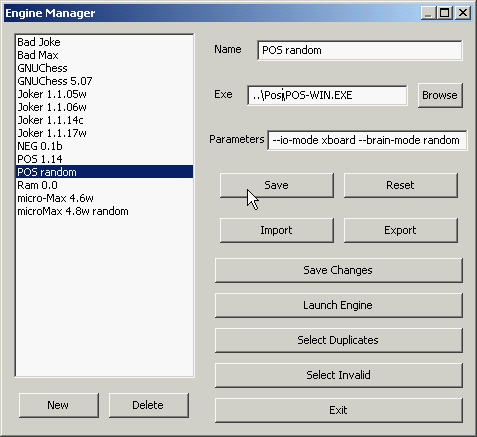 Engine Manager
Bad Joke
Bad Max
GNUChess
GNUChess 5.07
Joker 1.1.05w
Joker 1.1.06w
Joker 1.1.14c
Joker 1.1.17w
NEG 0.1b
POS 1.14
POS random
Ram 0.0
micro-Max 4.6w
microMax 4.8w random
New
Delete
Name
POS random
Exe
..\Pos\POS-WIN.EXE
Browse
Parameters
--io-mode xboard --brain-mode random
Save
Reset
Import
Export
Save Changes
Launch Engine
Select Duplicates
Select Invalid
Exit